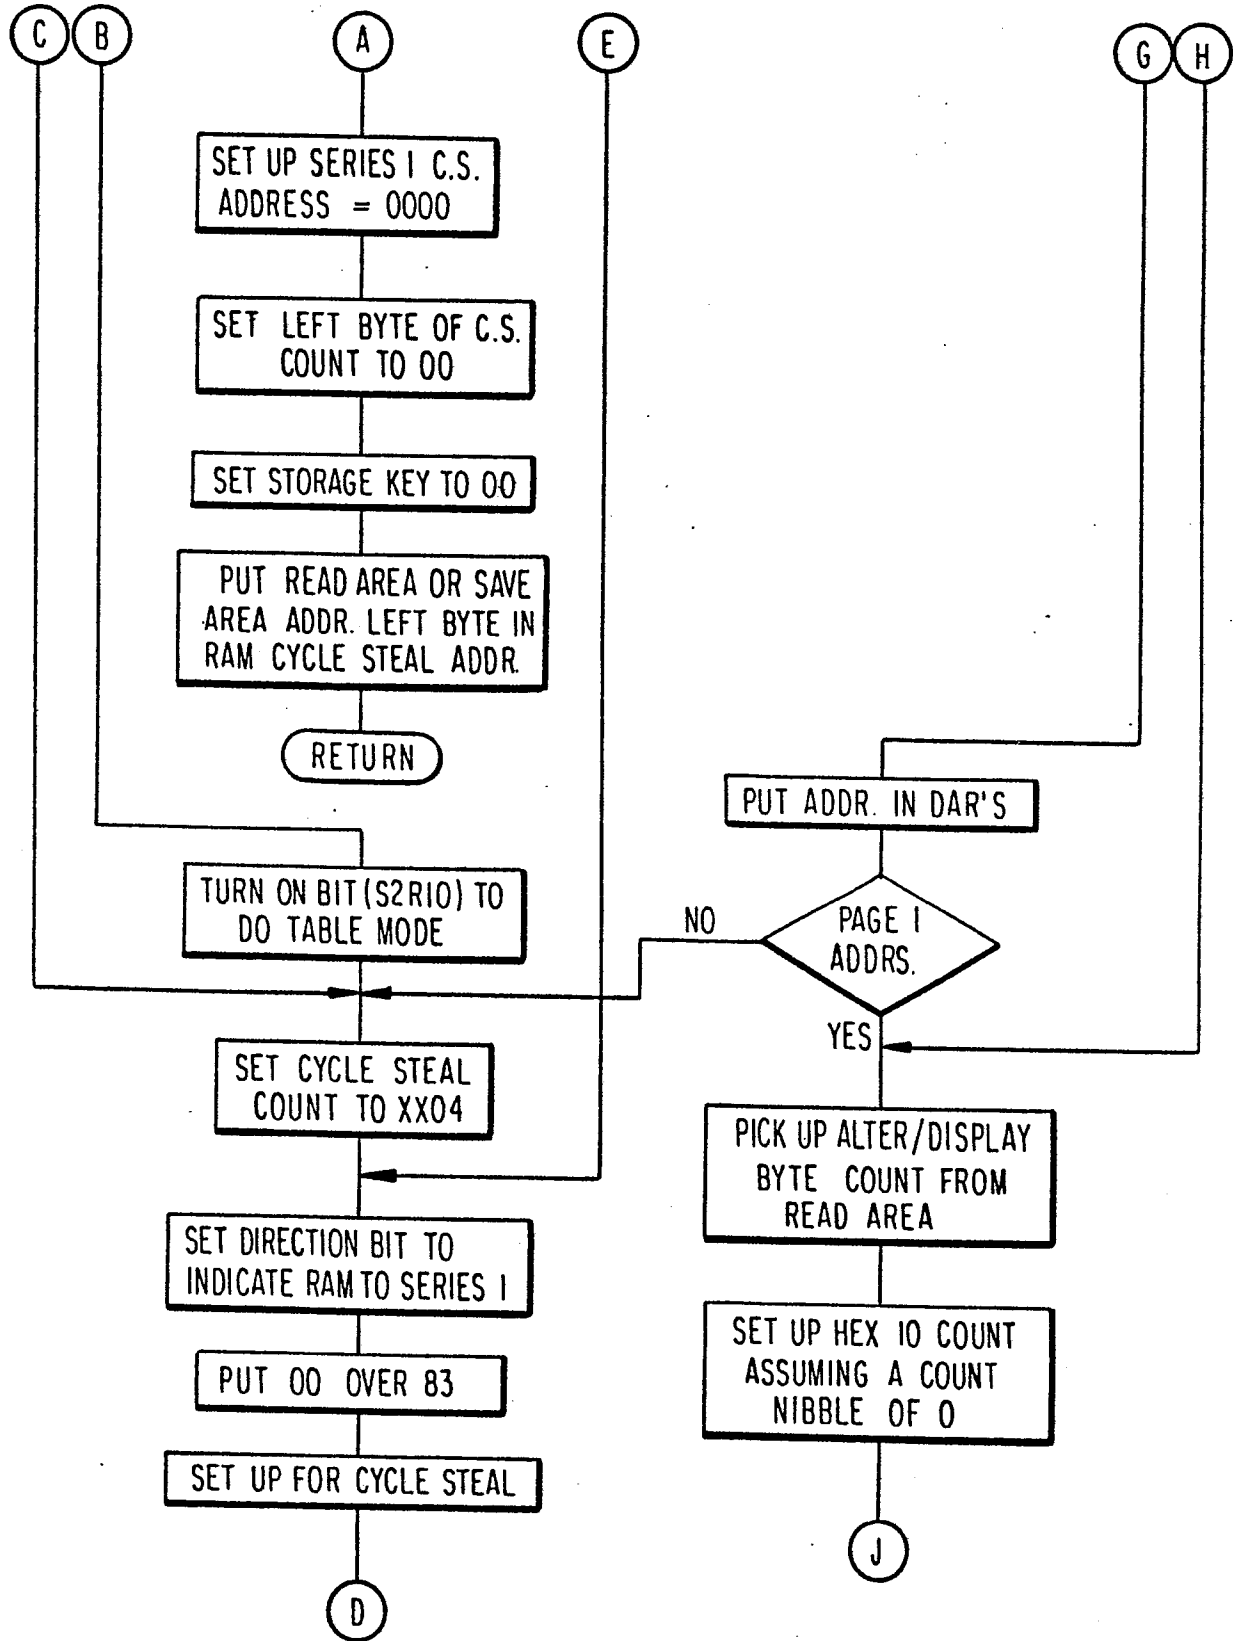 C
B
A
E
G
H
SET UP SERIES 1 C.S.
ADDRESS = 0000
SET LEFT BYTE OF C.S.
COUNT TO 00
SET STORAGE KEY TO 00
PUT READ AREA OR SAVE
AREA ADDR. LEFT BYTE IN
RAM CYCLE STEAL ADDR.
RETURN
TURN ON BIT (S2R10) TO
DO TABLE MODE
SET CYCLE STEAL
COUNT TO XX04
SET DIRECTION BIT TO
INDICATE RAM TO SERIES 1
PUT 00 OVER 83
SET UP FOR CYCLE STEAL
D
PUT ADDR. IN DAR'S
PAGE 1
ADDRS.
NO
YES
PICK UP ALTER/DISPLAY
BYTE COUNT FROM
READ AREA
SET UP HEX 10 COUNT
ASSUMING A COUNT
NIBBLE OF 0
J